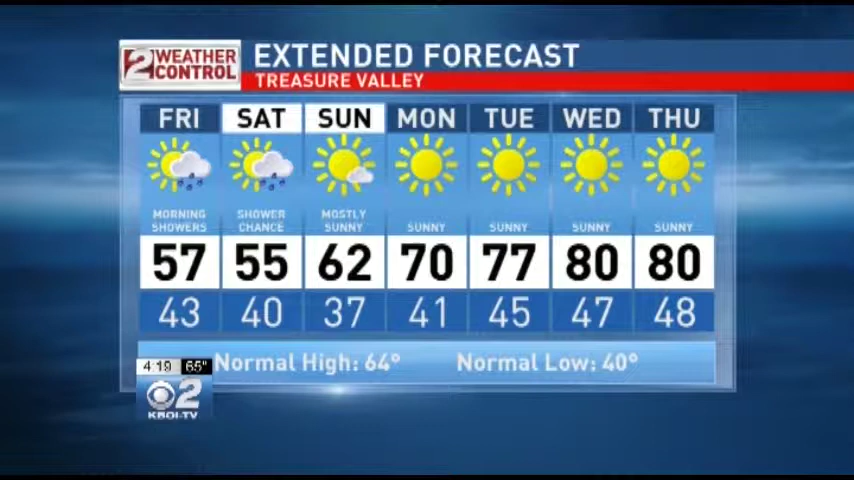 2 WEATHER CONTROL
EXTENDED FORECAST
TREASURE VALLEY
FRI SAT SUN MON TUE WED THU
MORNING SHOWERS SHOWER CHANCE MOSTLY SUNNY SUNNY SUNNY SUNNY SUNNY
57 55 62 70 77 80 80
43 40 37 41 45 47 48
Normal High: 64° Normal Low: 40°
4:19 65°
2
KBOI-TV